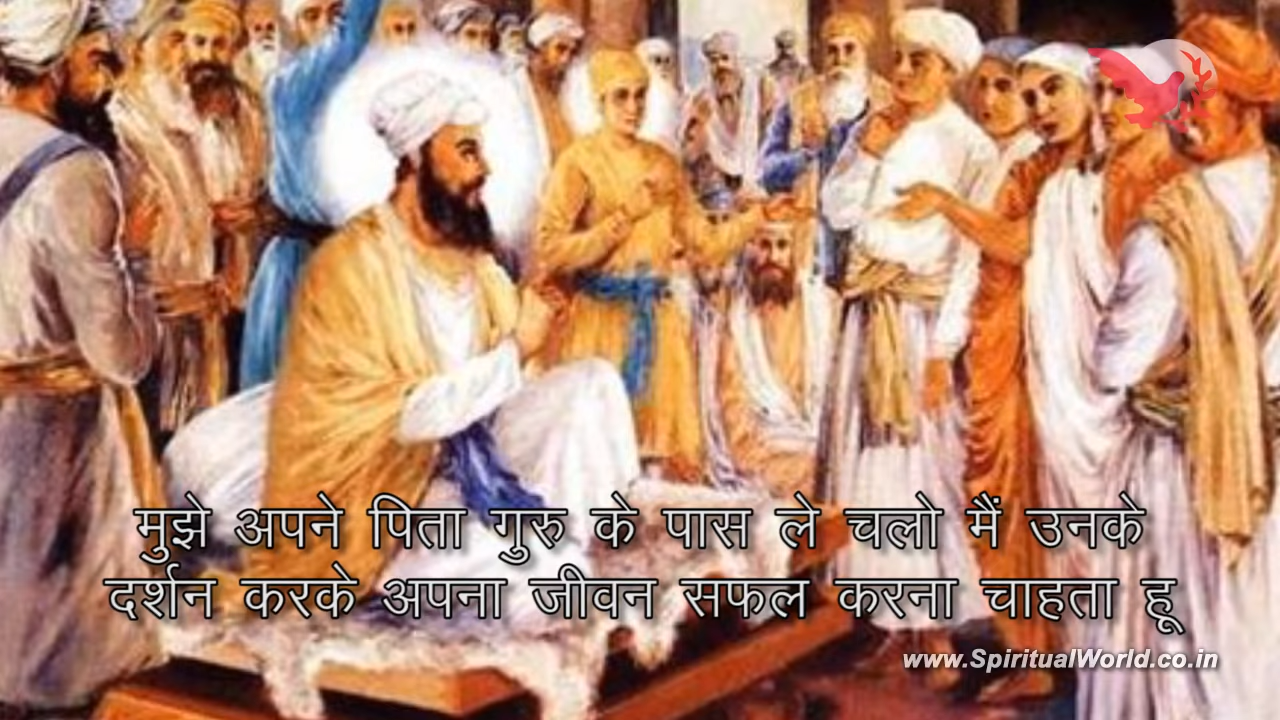 मुझे अपने पिता गुरु के पास ले चलो मैं उनके
दर्शन करके अपना जीवन सफल करना चाहता हू
www.SpiritualWorld.co.in